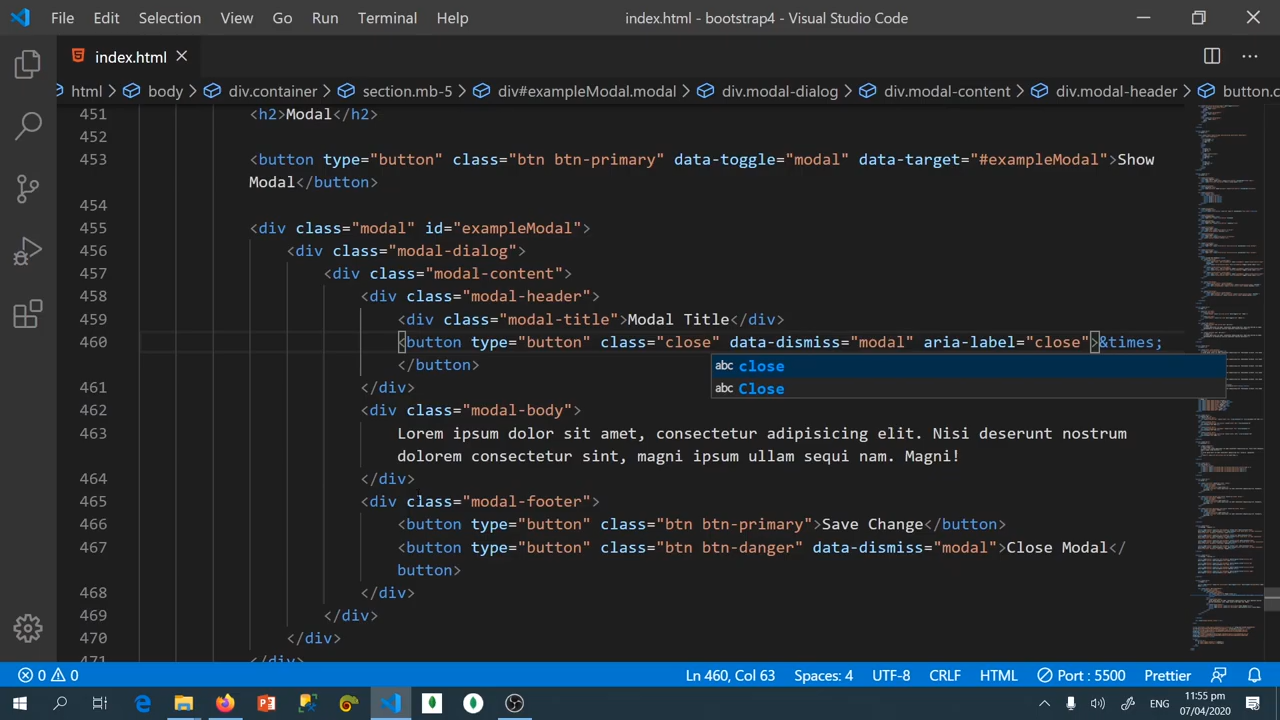 File Edit Selection View Go Run Terminal Help index.html - bootstrap4 - Visual Studio Code
index.html
html > body > div.container > section.mb-5 > div#exampleModal.modal > div.modal-dialog > div.modal-content > div.modal-header > button.c
451 <h2>Modal</h2>
452
453 <button type="button" class="btn btn-primary" data-toggle="modal" data-target="#exampleModal">Show
Modal</button>
454
455 <div class="modal" id="exampleModal">
456 <div class="modal-dialog">
457 <div class="modal-content">
458 <div class="modal-header">
459 <div class="modal-title">Modal Title</div>
460 <button type="button" class="close" data-dismiss="modal" aria-label="close">&times;
</button>
abc close
abc Close
461 </div>
462 <div class="modal-body">
463 Lorem ipsum dolor sit amet, consectetur adipisicing elit. Nisi deserunt nostrum
dolorem consectetur sint, magni ipsum ullam sequi nam. Magni.
464 </div>
465 <div class="modal-footer">
466 <button type="button" class="btn btn-primary">Save Change</button>
467 <button type="button" class="btn btn-danger" data-dismiss="modal">Close Modal</
button>
468 </div>
469 </div>
470 </div>
471 </div>
0 0 Ln 460, Col 63 Spaces: 4 UTF-8 CRLF HTML Port : 5500 Prettier
ENG 11:55 pm
07/04/2020